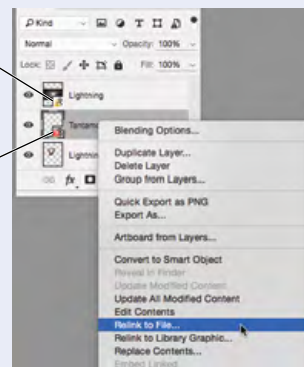 Kind
Normal
Opacity: 100%
Lock:
Fill: 100%
Lightning
fx
Blending Options...
Duplicate Layer...
Delete Layer
Group from Layers...
Quick Export as PNG
Export As...
Artboard from Layers...
Convert to Smart Object
Reveal in Finder
Update Modified Content
Update All Modified Content
Edit Contents
Relink to File...
Relink to Library Graphic...
Replace Contents...
Embed Linked